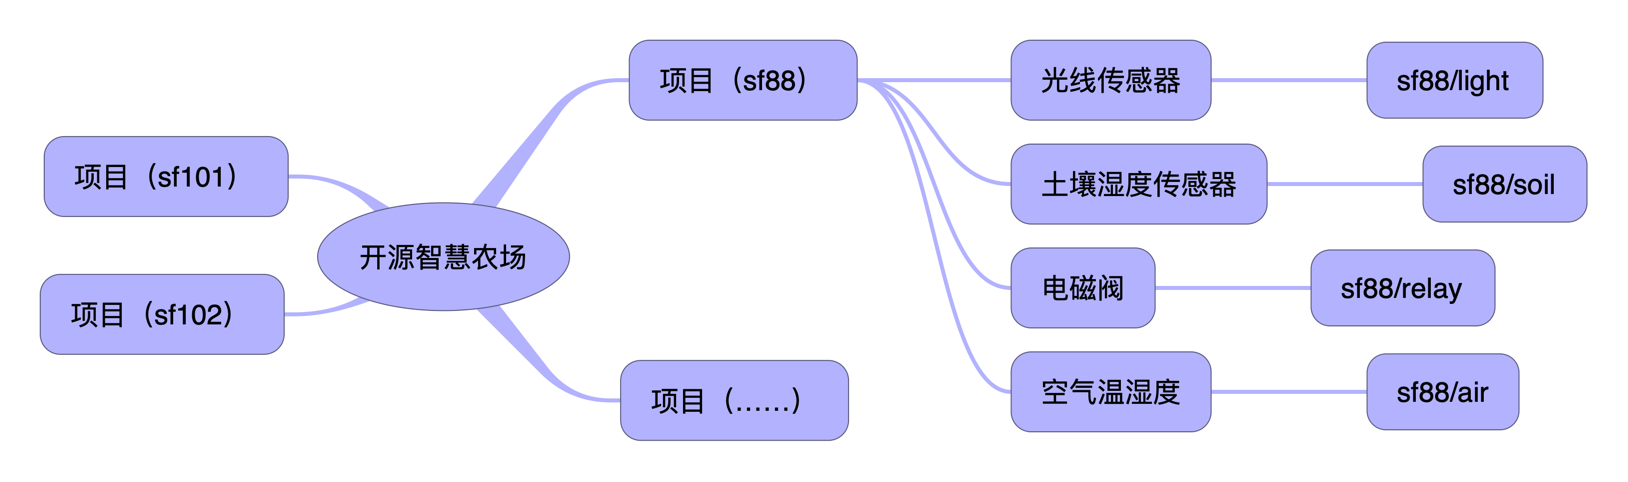 开源智慧农场
项目（sf101）
项目（sf102）
项目（sf88）
光线传感器
sf88/light
土壤湿度传感器
sf88/soil
电磁阀
sf88/relay
空气温湿度
sf88/air
项目（……）